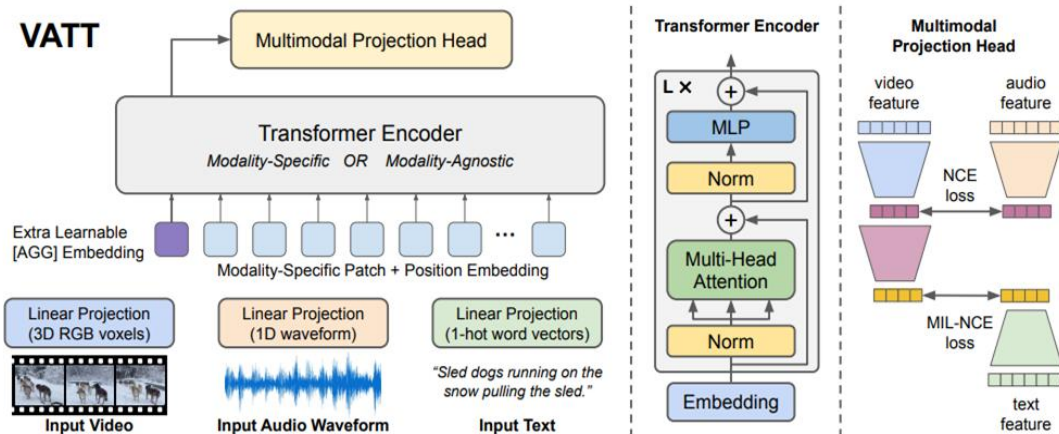 VATT
Multimodal Projection Head
Transformer Encoder
Modality-Specific OR Modality-Agnostic
Extra Learnable
[AGG] Embedding
...
Modality-Specific Patch + Position Embedding
Linear Projection
(3D RGB voxels)
Input Video
Linear Projection
(1D waveform)
Input Audio Waveform
Linear Projection
(1-hot word vectors)
"Sled dogs running on the
snow pulling the sled."
Input Text
Transformer Encoder
L ×
+
MLP
Norm
+
Multi-Head
Attention
Norm
Embedding
Multimodal
Projection Head
video
feature
audio
feature
NCE
loss
MIL-NCE
loss
text
feature